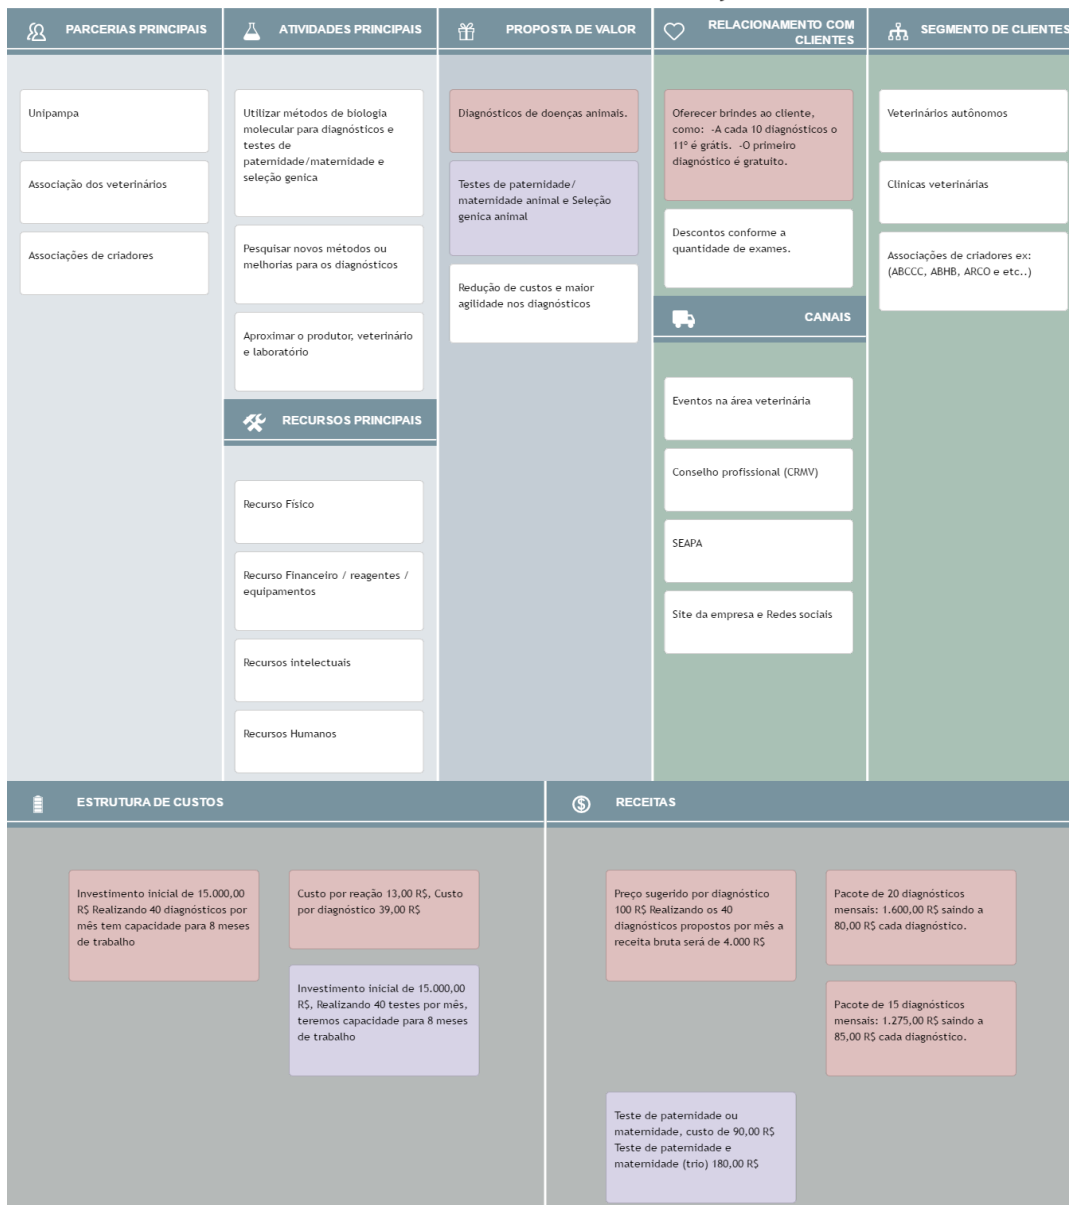 PARCERIAS PRINCIPAIS
Unipampa
Associação dos veterinários
Associações de criadores
ATIVIDADES PRINCIPAIS
Utilizar métodos de biologia
molecular para diagnósticos e
testes de
paternidade/maternidade e
seleção genica
Pesquisar novos métodos ou
melhorias para os diagnósticos
Aproximar o produtor, veterinário
e laboratório
RECURSOS PRINCIPAIS
Recurso Físico
Recurso Financeiro / reagentes /
equipamentos
Recursos intelectuais
Recursos Humanos
PROPOSTA DE VALOR
Diagnósticos de doenças animais.
Testes de paternidade/
maternidade animal e Seleção
genica animal
Redução de custos e maior
agilidade nos diagnósticos
RELACIONAMENTO COM
CLIENTES
Oferecer brindes ao cliente,
como: -A cada 10 diagnósticos o
11º é grátis. -O primeiro
diagnóstico é gratuito.
Descontos conforme a
quantidade de exames.
CANAIS
Eventos na área veterinária
Conselho profissional (CRMV)
SEAPA
Site da empresa e Redes sociais
SEGMENTO DE CLIENTES
Veterinários autônomos
Clinicas veterinárias
Associações de criadores ex:
(ABCCC, ABHB, ARCO e etc..)
ESTRUTURA DE CUSTOS
Investimento inicial de 15.000,00
R$ Realizando 40 diagnósticos por
mês tem capacidade para 8 meses
de trabalho
Custo por reação 13,00 R$, Custo
por diagnóstico 39,00 R$
Investimento inicial de 15.000,00
R$, Realizando 40 testes por mês,
teremos capacidade para 8 meses
de trabalho
RECEITAS
Preço sugerido por diagnóstico
100 R$ Realizando os 40
diagnósticos propostos por mês a
receita bruta será de 4.000 R$
Pacote de 20 diagnósticos
mensais: 1.600,00 R$ saindo a
80,00 R$ cada diagnóstico.
Pacote de 15 diagnósticos
mensais: 1.275,00 R$ saindo a
85,00 R$ cada diagnóstico.
Teste de paternidade ou
maternidade, custo de 90,00 R$
Teste de paternidade e
maternidade (trio) 180,00 R$